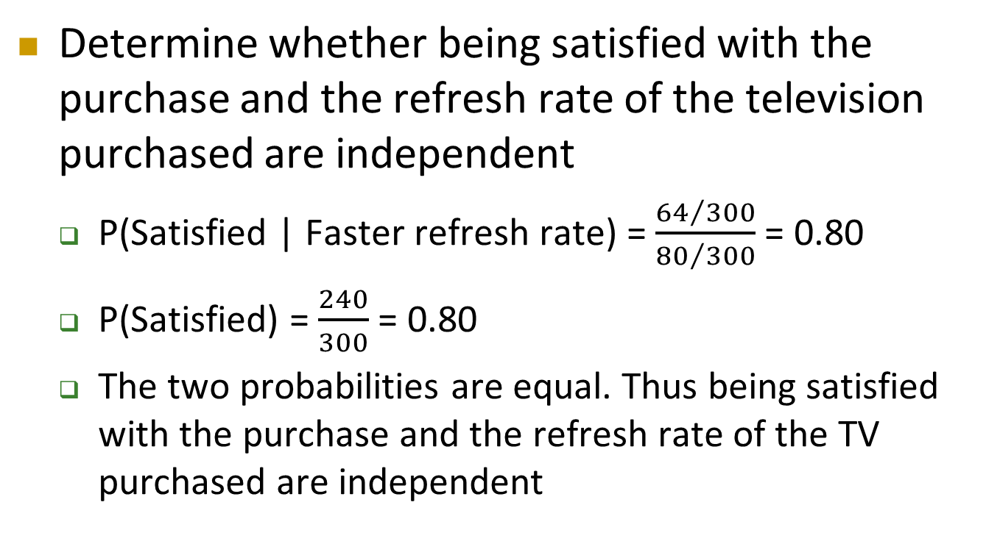 ■ Determine whether being satisfied with the
purchase and the refresh rate of the television
purchased are independent
❑ P(Satisfied | Faster refresh rate) = \frac{64/300}{80/300} = 0.80
❑ P(Satisfied) = \frac{240}{300} = 0.80
❑ The two probabilities are equal. Thus being satisfied
with the purchase and the refresh rate of the TV
purchased are independent